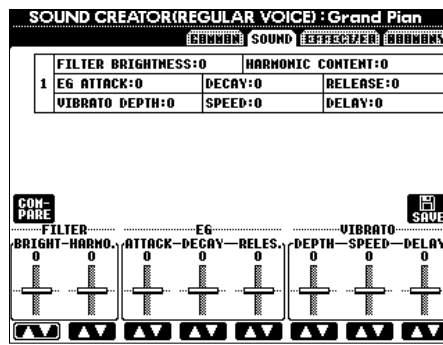 SOUND CREATOR(REGULAR VOICE) : Grand Pian
COMMON SOUND EFFECT/EQ HARMONY
FILTER BRIGHTNESS:0 HARMONIC CONTENT:0
1 EG ATTACK:0 DECAY:0 RELEASE:0
VIBRATO DEPTH:0 SPEED:0 DELAY:0
COM-
PARE
SAVE
FILTER EG VIBRATO
BRIGHT-HARMO. ATTACK-DECAY-RELES. DEPTH-SPEED-DELAY
0 0 0 0 0 0 0 0